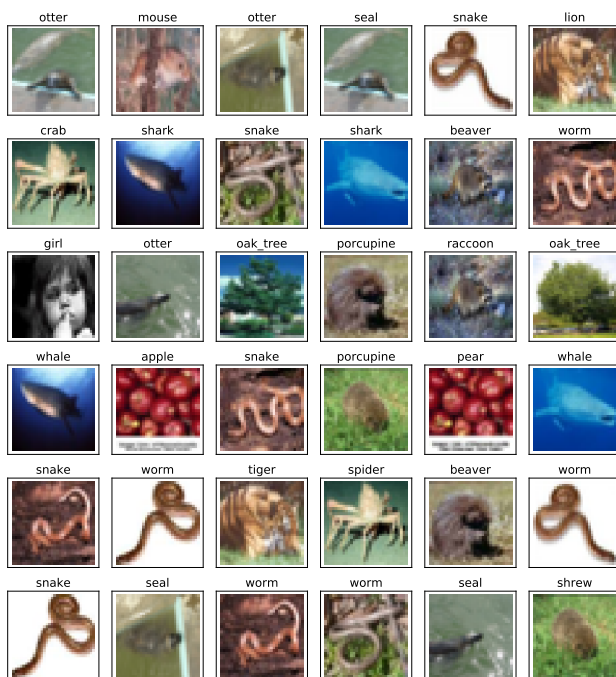 otter mouse otter seal snake lion
crab shark snake shark beaver worm
girl otter oak_tree porcupine raccoon oak_tree
whale apple snake porcupine pear whale
snake worm tiger spider beaver worm
snake seal worm worm seal shrew